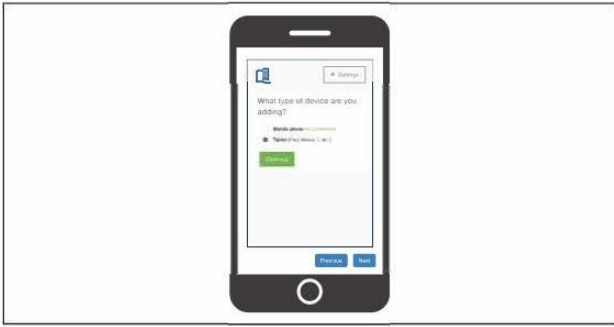 Settings
What type of device are you
adding?
Mobile phone
Tablet
Continue
Previous
Next